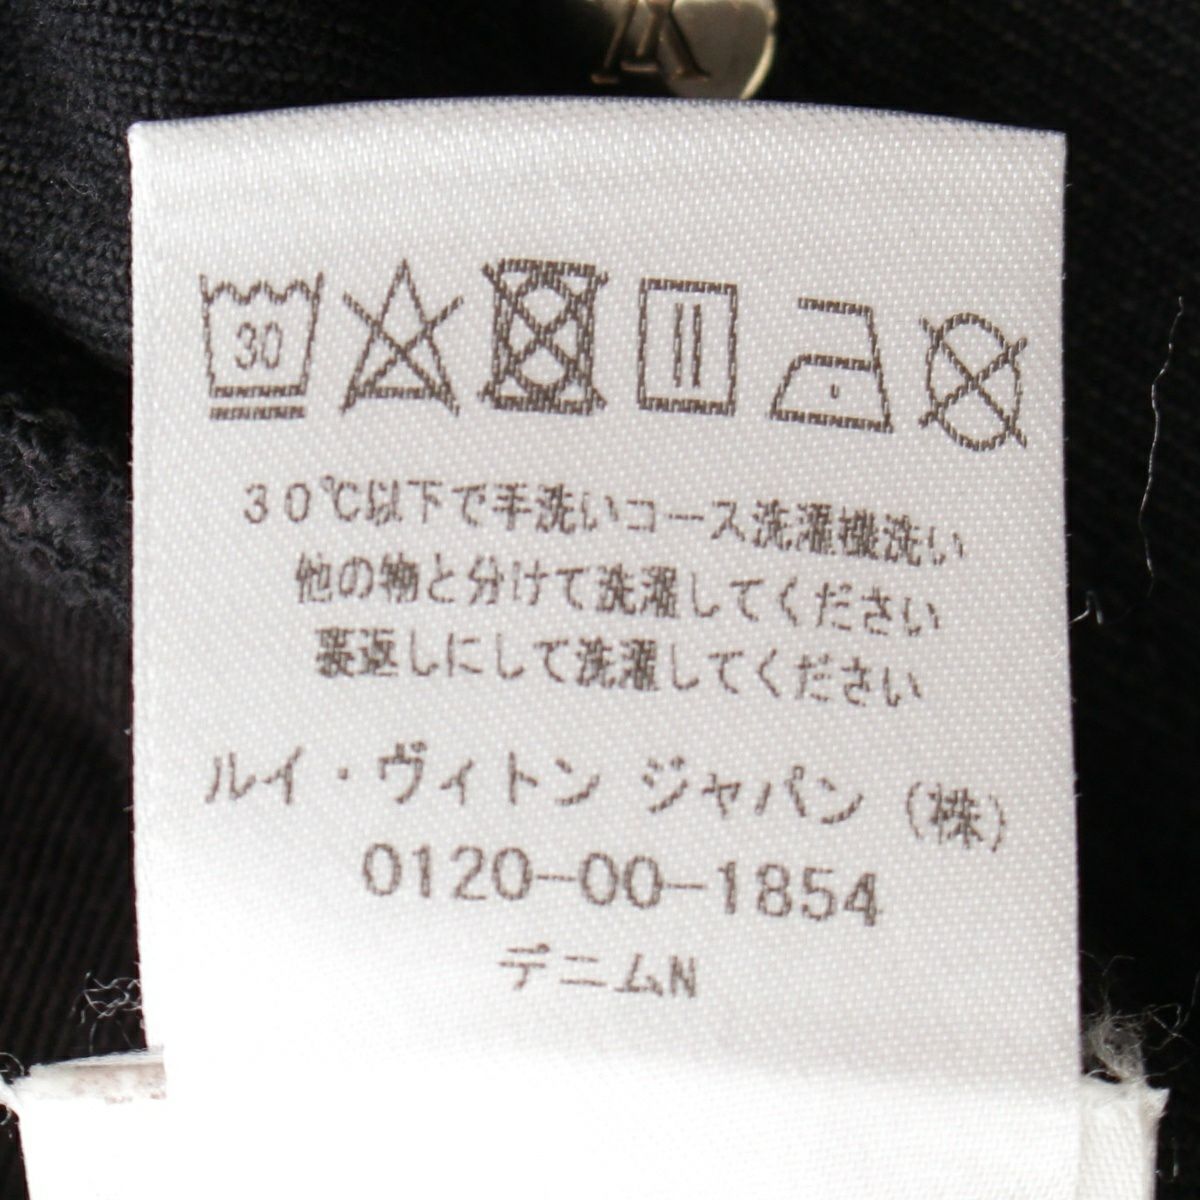 30
30℃以下で手洗いコース洗濯機洗い
他の物と分けて洗濯してください
裏返しにして洗濯してください
ルイ・ヴィトン ジャパン (株)
0120-00-1854
デニムN